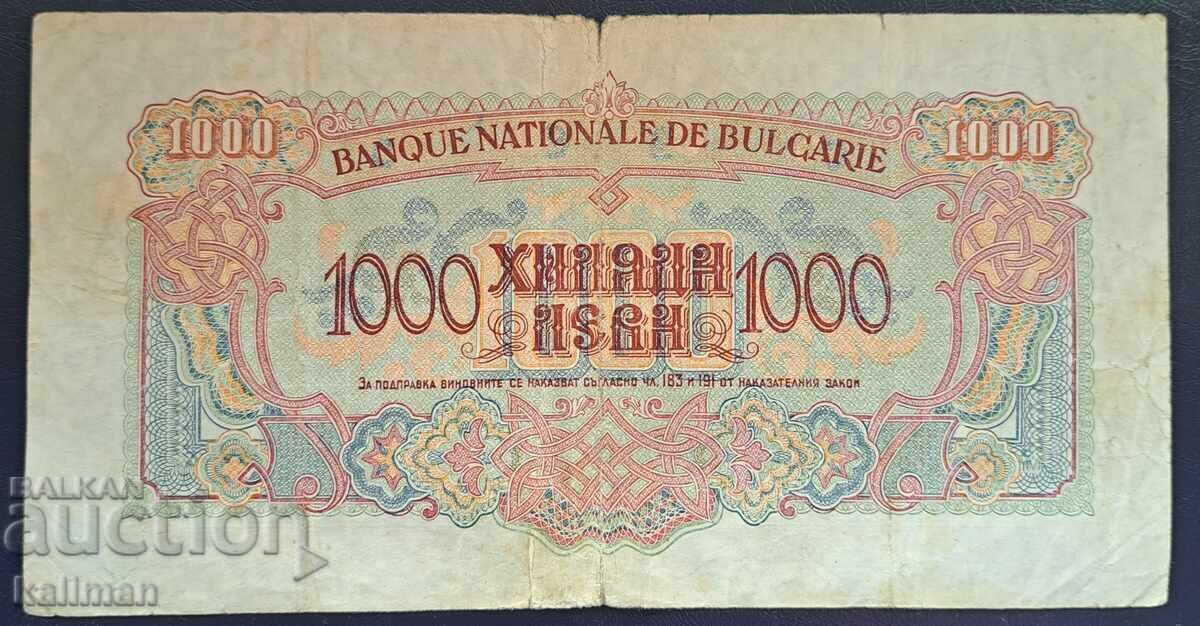 1000 1000
BANQUE NATIONALE DE BULGARIE
1000 ХИЛЯДИ 1000
1000
ЛЕВА
За подправка виновните се наказват съгласно чл. 183 и 191 от наказателния закон
BALKAN
auction
kaliman